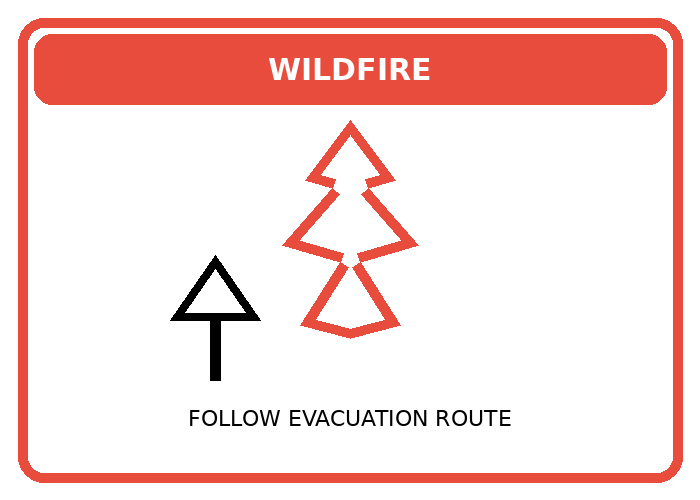 WILDFIRE
FOLLOW EVACUATION ROUTE